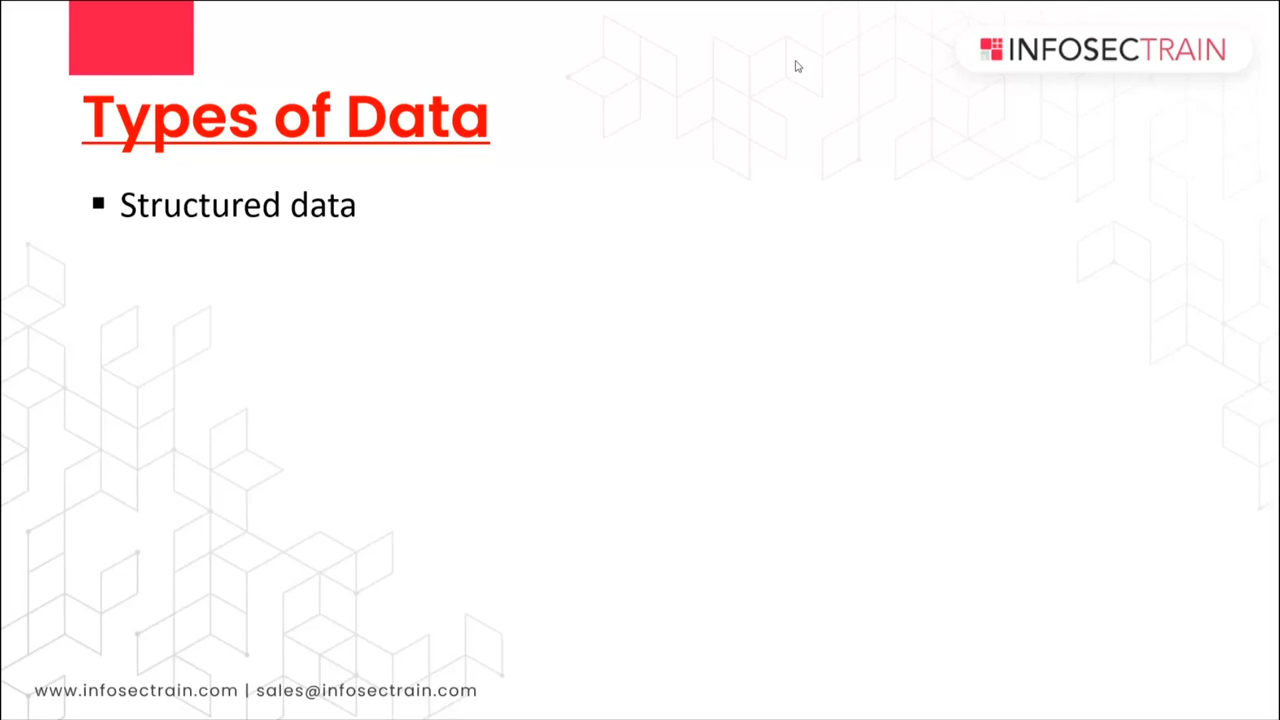 INFOSECTRAIN
Types of Data
▪ Structured data
www.infosectrain.com | sales@infosectrain.com